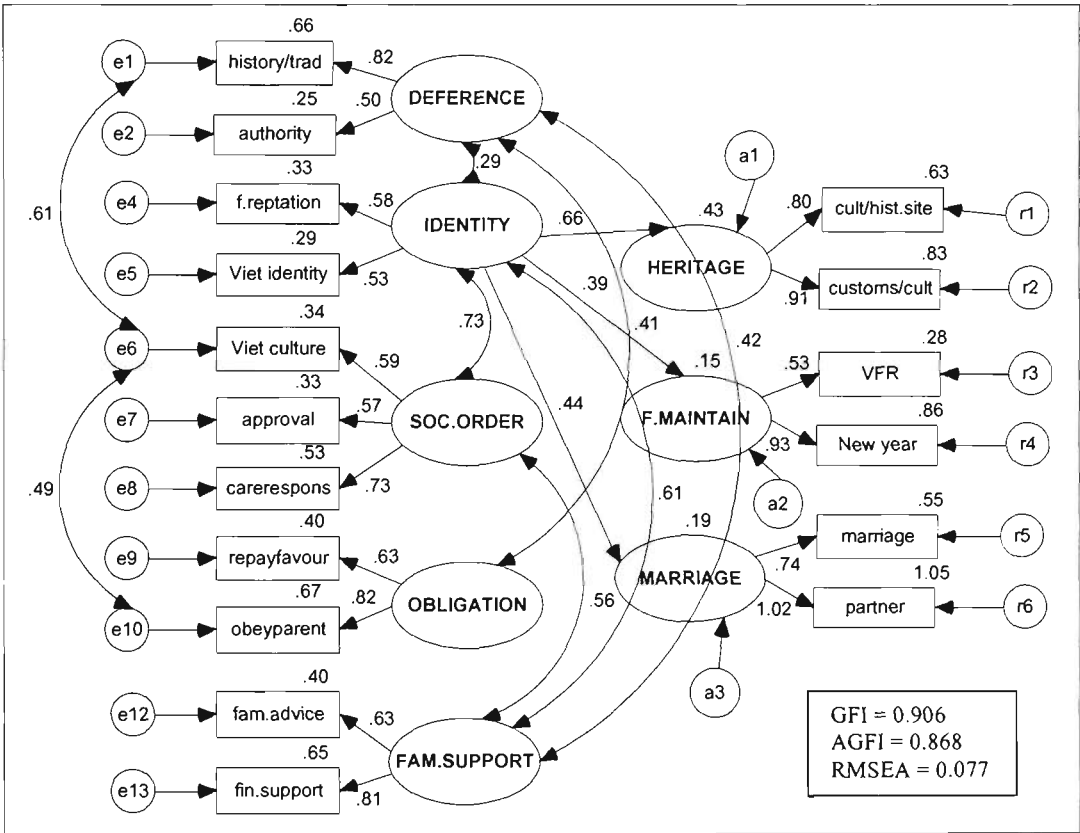 .66
e1
history/trad
.82
DEFERENCE
.25
.50
e2
authority
.29
a1
.33
e4
f.reptation
.58
IDENTITY
.66
.43
.80
.63
cult/hist.site
r1
.61
.29
HERITAGE
e5
Viet identity
.53
.39
.83
.91
customs/cult
r2
.34
.73
.41
.42
e6
Viet culture
.59
.15
.53
.28
VFR
r3
.33
e7
approval
.57
SOC.ORDER
.44
F.MAINTAIN
.86
.93
New year
r4
.53
e8
carerespons
.73
.49
.61
a2
.40
.19
.55
e9
repayfavour
.63
marriage
r5
MARRIAGE
.74
.67
.82
OBLIGATION
.56
1.02
1.05
partner
r6
e10
obeyparent
.40
a3
e12
fam.advice
.63
GFI = 0.906
AGFI = 0.868
RMSEA = 0.077
.65
FAM.SUPPORT
e13
fin.support
.81